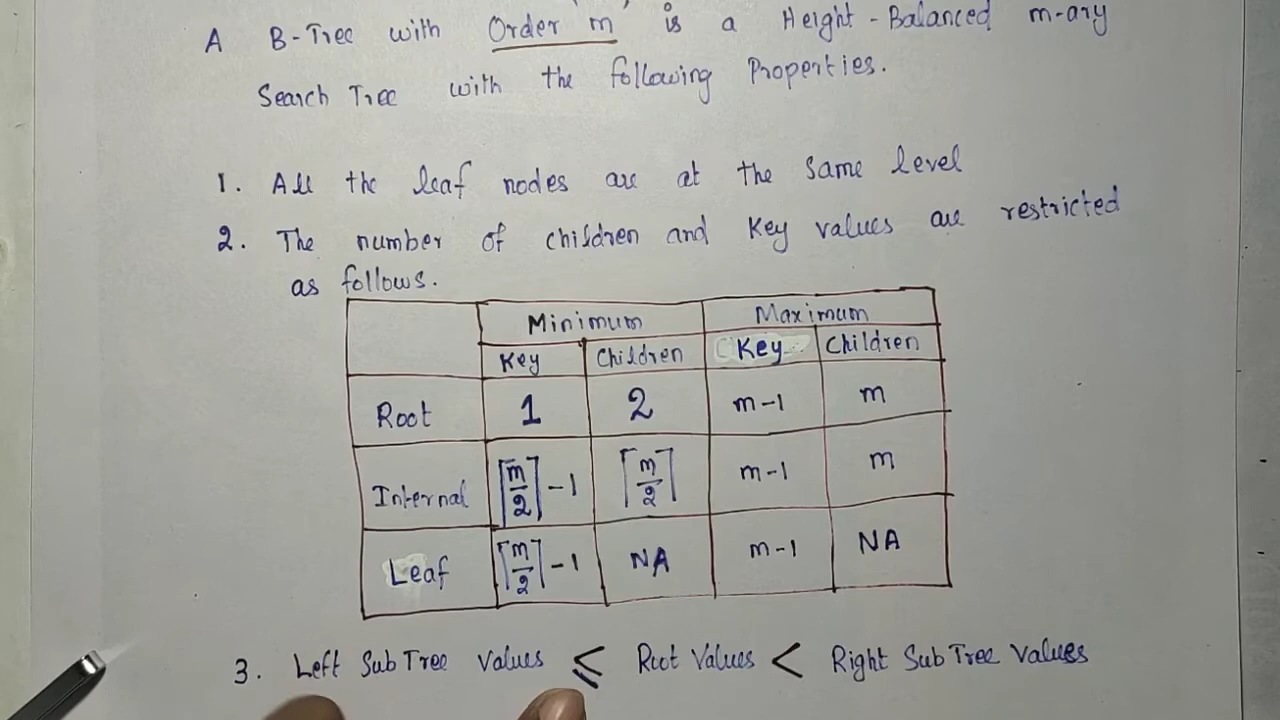 A B-Tree with Order 'm' is a Height-Balanced m-ary
Search Tree with the following Properties.
1. All the leaf nodes are at the same level
2. The number of children and Key values are restricted
as follows.
Minimum Maximum
Key Children Key Children
Root 1 2 m-1 m
Internal ⌈m/2⌉-1 ⌈m/2⌉ m-1 m
Leaf ⌈m/2⌉-1 NA m-1 NA
3. Left SubTree Values ≤ Root Values < Right SubTree Values